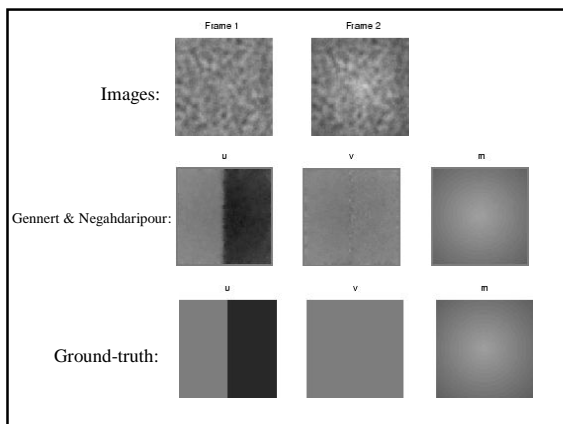 Frame 1 Frame 2
Images:
u v m
Gennert & Negahdaripour:
u v m
Ground-truth: